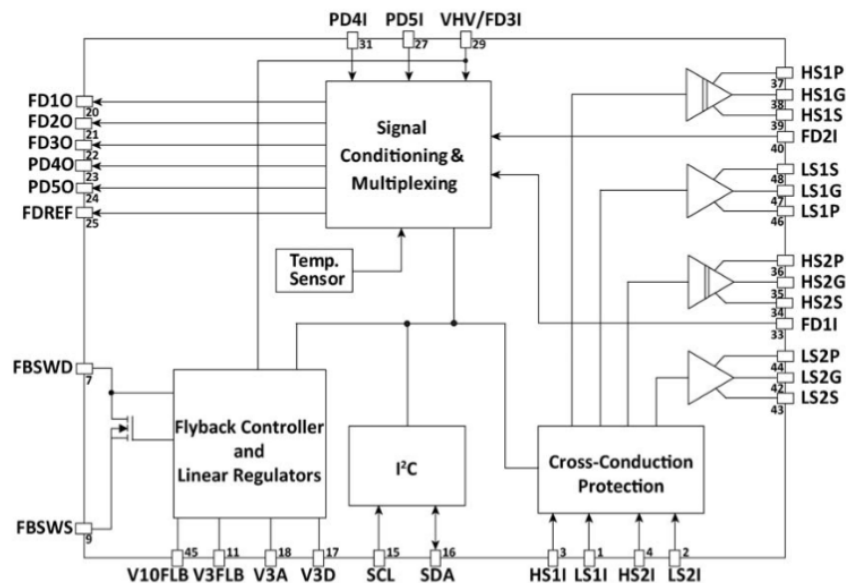 PD4I PD5I VHV/FD3I
31 27 29
HS1P
37
FD1O
20
HS1G
38
FD2O
21
HS1S
39
Signal
Conditioning &
Multiplexing
FD3O
22
FD2I
40
PD4O
23
LS1S
48
PD5O
24
LS1G
47
FDREF
25
LS1P
46
Temp.
Sensor
HS2P
36
HS2G
35
HS2S
34
FD1I
33
FBSWD
7
LS2P
44
LS2G
42
LS2S
43
Flyback Controller
and
Linear Regulators
I²C
Cross-Conduction
Protection
FBSWS
9
45 11 18 17 15 16 3 1 4 2
V10FLB V3FLB V3A V3D SCL SDA HS1I LS1I HS2I LS2I